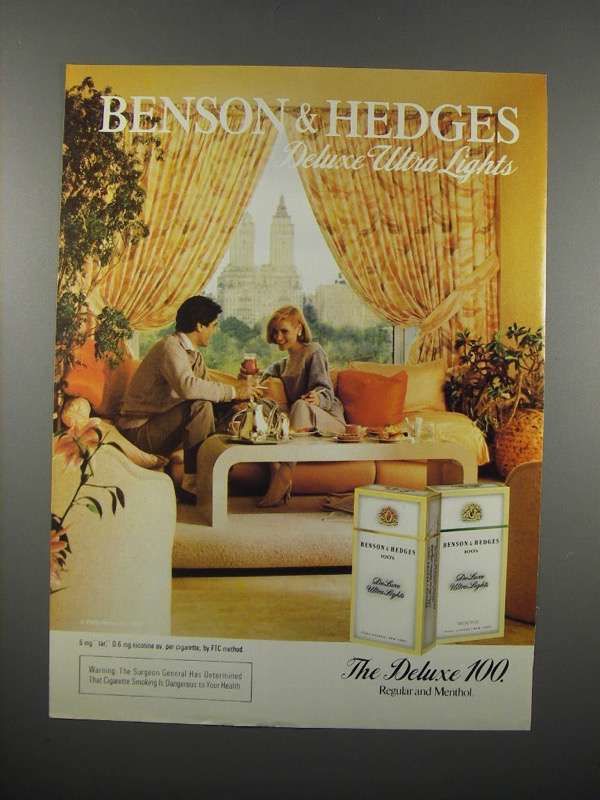 BENSON & HEDGES
Deluxe Ultra Lights
BENSON & HEDGES
100's
DeLuxe
Ultra Lights
BENSON & HEDGES
100's
DeLuxe
Ultra Lights
MENTHOL
6 mg "tar," 0.6 mg nicotine av. per cigarette, by FTC method.
Warning: The Surgeon General Has Determined
That Cigarette Smoking Is Dangerous to Your Health.
The Deluxe 100.
Regular and Menthol.